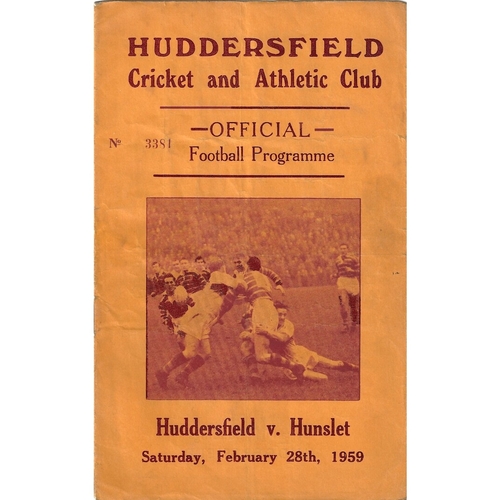 HUDDERSFIELD
Cricket and Athletic Club
—OFFICIAL—
Football Programme
Nº 3381
Huddersfield v. Hunslet
Saturday, February 28th, 1959